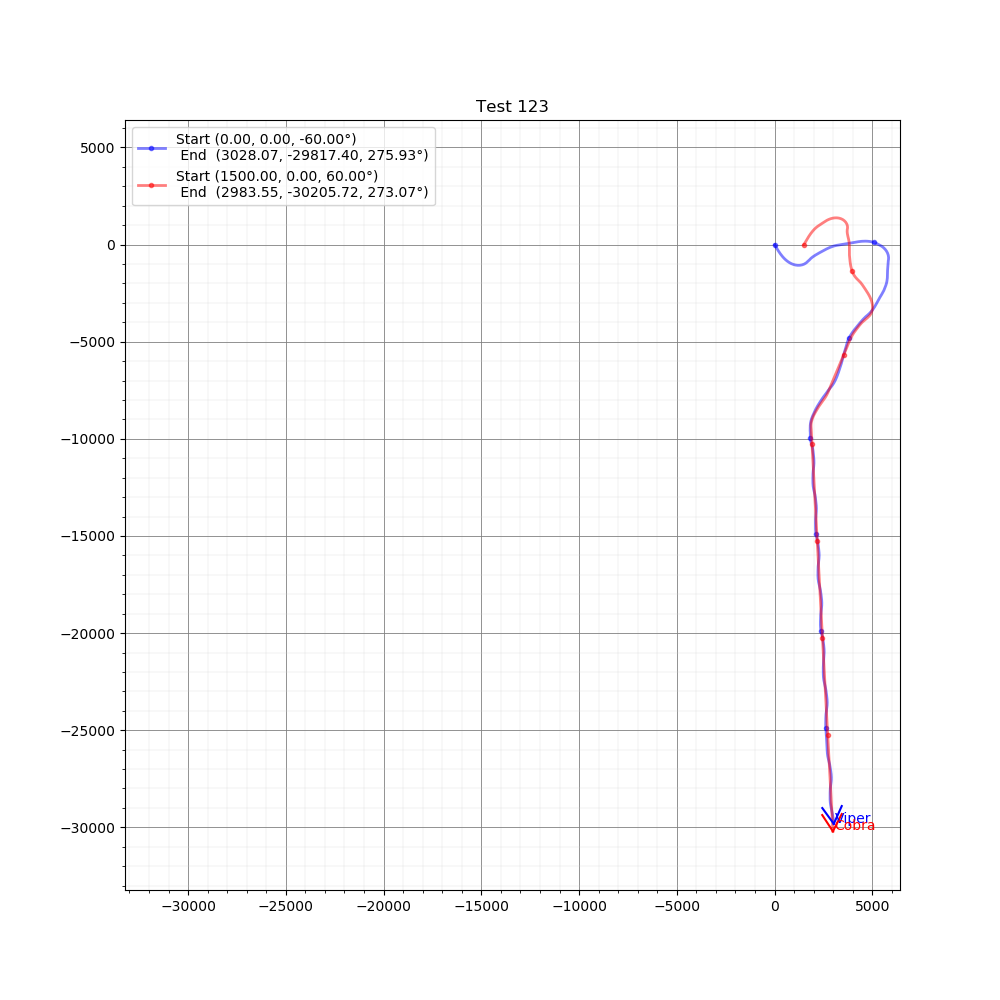 Test 123
Start (0.00, 0.00, -60.00°)
End (3028.07, -29817.40, 275.93°)
Start (1500.00, 0.00, 60.00°)
End (2983.55, -30205.72, 273.07°)
5000
0
−5000
−10000
−15000
−20000
−25000
−30000
Viper
Cobra
−30000 −25000 −20000 −15000 −10000 −5000 0 5000